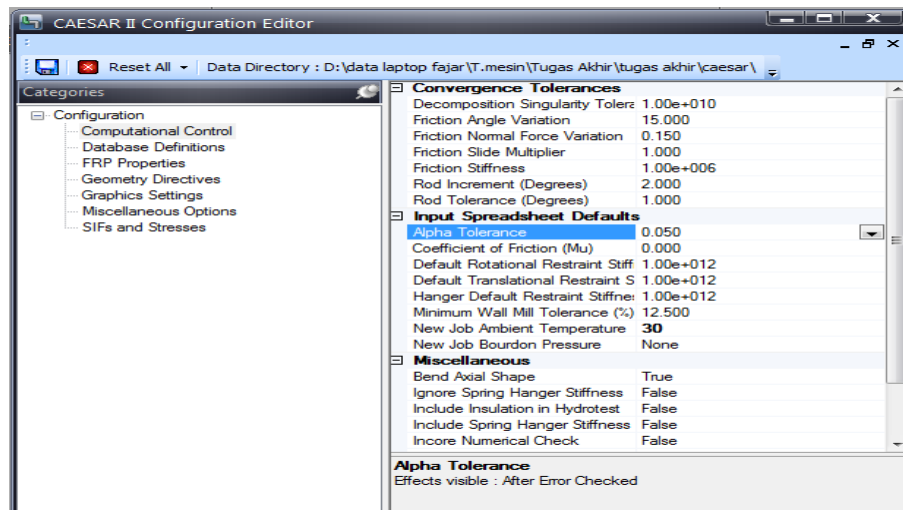 CAESAR II Configuration Editor
Reset All Data Directory : D:\data laptop fajar\T.mesin\Tugas Akhir\tugas akhir\caesar\
Categories
Configuration
Computational Control
Database Definitions
FRP Properties
Geometry Directives
Graphics Settings
Miscellaneous Options
SIFs and Stresses
Convergence Tolerances
Decomposition Singularity Tolera 1.00e+010
Friction Angle Variation 15.000
Friction Normal Force Variation 0.150
Friction Slide Multiplier 1.000
Friction Stiffness 1.00e+006
Rod Increment (Degrees) 2.000
Rod Tolerance (Degrees) 1.000
Input Spreadsheet Defaults
Alpha Tolerance 0.050
Coefficient of Friction (Mu) 0.000
Default Rotational Restraint Stiff 1.00e+012
Default Translational Restraint S 1.00e+012
Hanger Default Restraint Stiffne 1.00e+012
Minimum Wall Mill Tolerance (%) 12.500
New Job Ambient Temperature 30
New Job Bourdon Pressure None
Miscellaneous
Bend Axial Shape True
Ignore Spring Hanger Stiffness False
Include Insulation in Hydrotest False
Include Spring Hanger Stiffness False
Incore Numerical Check False
Alpha Tolerance
Effects visible : After Error Checked